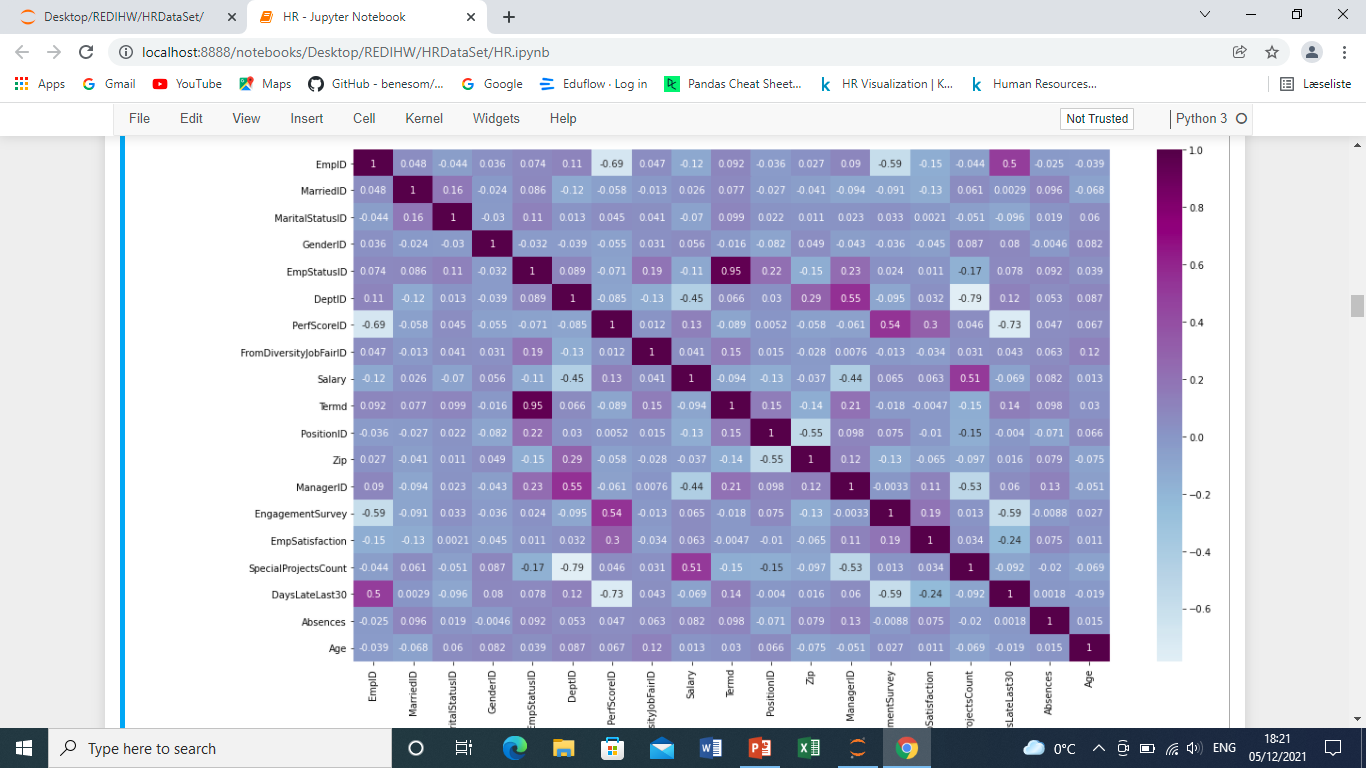 Desktop/REDIHW/HRDataSet/
HR - Jupyter Notebook
localhost:8888/notebooks/Desktop/REDIHW/HRDataSet/HR.ipynb
Apps Gmail YouTube Maps GitHub - benesom/... Google Eduflow · Log in Pandas Cheat Sheet... HR Visualization | K... Human Resources... Læseliste
File Edit View Insert Cell Kernel Widgets Help Not Trusted Python 3
EmpID 1 0.048 -0.044 0.036 0.074 0.11 -0.69 0.047 -0.12 0.092 -0.036 0.027 0.09 -0.59 -0.15 -0.044 0.5 -0.025 -0.039
MarriedID 0.048 1 0.16 -0.024 0.086 -0.12 -0.058 -0.013 0.026 0.077 -0.027 -0.041 -0.094 -0.091 -0.13 0.061 0.0029 0.096 -0.068
MaritalStatusID -0.044 0.16 1 -0.03 0.11 0.013 0.045 0.041 -0.07 0.099 0.022 0.011 0.023 0.033 0.0021 -0.051 -0.096 0.019 0.06
GenderID 0.036 -0.024 -0.03 1 -0.032 -0.039 -0.055 0.031 0.056 -0.016 -0.082 0.049 -0.043 -0.036 -0.045 0.087 0.08 -0.0046 0.082
EmpStatusID 0.074 0.086 0.11 -0.032 1 0.089 -0.071 0.19 -0.11 0.95 0.22 -0.15 0.23 0.024 0.011 -0.17 0.078 0.092 0.039
DeptID 0.11 -0.12 0.013 -0.039 0.089 1 -0.085 -0.13 -0.45 0.066 0.03 0.29 0.55 -0.095 0.032 -0.79 0.12 0.053 0.087
PerfScoreID -0.69 -0.058 0.045 -0.055 -0.071 -0.085 1 0.012 0.13 -0.089 0.0052 -0.058 -0.061 0.54 0.3 0.046 -0.73 0.047 0.067
FromDiversityJobFairID 0.047 -0.013 0.041 0.031 0.19 -0.13 0.012 1 0.041 0.15 0.015 -0.028 0.0076 -0.013 -0.034 0.031 0.043 0.063 0.12
Salary -0.12 0.026 -0.07 0.056 -0.11 -0.45 0.13 0.041 1 -0.094 -0.13 -0.037 -0.44 0.065 0.063 0.51 -0.069 0.082 0.013
Termd 0.092 0.077 0.099 -0.016 0.95 0.066 -0.089 0.15 -0.094 1 0.15 -0.14 0.21 -0.018 -0.0047 -0.15 0.14 0.098 0.03
PositionID -0.036 -0.027 0.022 -0.082 0.22 0.03 0.0052 0.015 -0.13 0.15 1 -0.55 0.098 0.075 -0.01 -0.15 -0.004 -0.071 0.066
Zip 0.027 -0.041 0.011 0.049 -0.15 0.29 -0.058 -0.028 -0.037 -0.14 -0.55 1 0.12 -0.13 -0.065 -0.097 0.016 0.079 -0.075
ManagerID 0.09 -0.094 0.023 -0.043 0.23 0.55 -0.061 0.0076 -0.44 0.21 0.098 0.12 1 -0.0033 0.11 -0.53 0.06 0.13 -0.051
EngagementSurvey -0.59 -0.091 0.033 -0.036 0.024 -0.095 0.54 -0.013 0.065 -0.018 0.075 -0.13 -0.0033 1 0.19 0.013 -0.59 -0.0088 0.027
EmpSatisfaction -0.15 -0.13 0.0021 -0.045 0.011 0.032 0.3 -0.034 0.063 -0.0047 -0.01 -0.065 0.11 0.19 1 0.034 -0.24 0.075 0.011
SpecialProjectsCount -0.044 0.061 -0.051 0.087 -0.17 -0.79 0.046 0.031 0.51 -0.15 -0.15 -0.097 -0.53 0.013 0.034 1 -0.092 -0.02 -0.069
DaysLateLast30 0.5 0.0029 -0.096 0.08 0.078 0.12 -0.73 0.043 -0.069 0.14 -0.004 0.016 0.06 -0.59 -0.24 -0.092 1 0.0018 -0.019
Absences -0.025 0.096 0.019 -0.0046 0.092 0.053 0.047 0.063 0.082 0.098 -0.071 0.079 0.13 -0.0088 0.075 -0.02 0.0018 1 0.015
Age -0.039 -0.068 0.06 0.082 0.039 0.087 0.067 0.12 0.013 0.03 0.066 -0.075 -0.051 0.027 0.011 -0.069 -0.019 0.015 1
EmpID MarriedID ritalStatusID GenderID EmpStatusID DeptID PerfScoreID sityJobFairID Salary Termd PositionID Zip ManagerID mentSurvey Satisfaction ojectsCount sLateLast30 Absences Age
1.0
0.8
0.6
0.4
0.2
0.0
-0.2
-0.4
-0.6
Type here to search
0°C ENG 18:21
05/12/2021